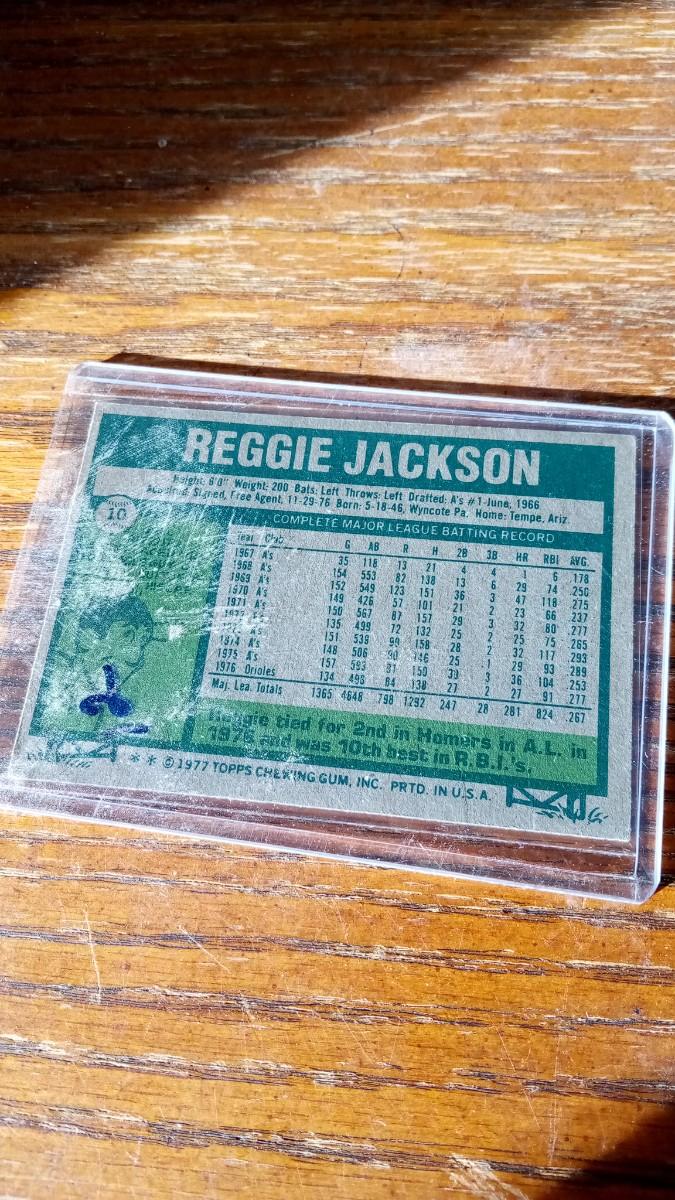 REGGIE JACKSON
Height: 6'0" Weight: 200 Bats: Left Throws: Left Drafted: A's #1-June, 1966
Signed, Free Agent, 11-29-76 Born: 5-18-46, Wyncote Pa. Home: Tempe, Ariz.
10
COMPLETE MAJOR LEAGUE BATTING RECORD
Year Club G AB R H 2B 3B HR RBI AVG.
1967 A's 35 118 13 21 4 4 1 6 .178
1968 A's 154 553 82 138 13 6 29 74 .250
1969 A's 152 549 123 151 36 3 47 118 .275
1970 A's 149 426 57 101 21 2 23 66 .237
1971 A's 150 567 87 157 29 3 32 80 .277
135 499 72 132 25 2 25 75 .265
151 539 99 158 28 2 32 117 .293
1974 A's 148 506 90 146 25 1 29 93 .289
1975 A's 157 593 91 150 39 3 36 104 .253
1976 Orioles 134 498 84 138 27 2 27 91 .277
Maj. Lea. Totals 1365 4848 798 1292 247 28 281 824 .267
Reggie tied for 2nd in Homers in A.L. in
1976 and was 10th best in R.B.I.'s.
* * © 1977 TOPPS CHEWING GUM, INC. PRTD. IN U.S.A.